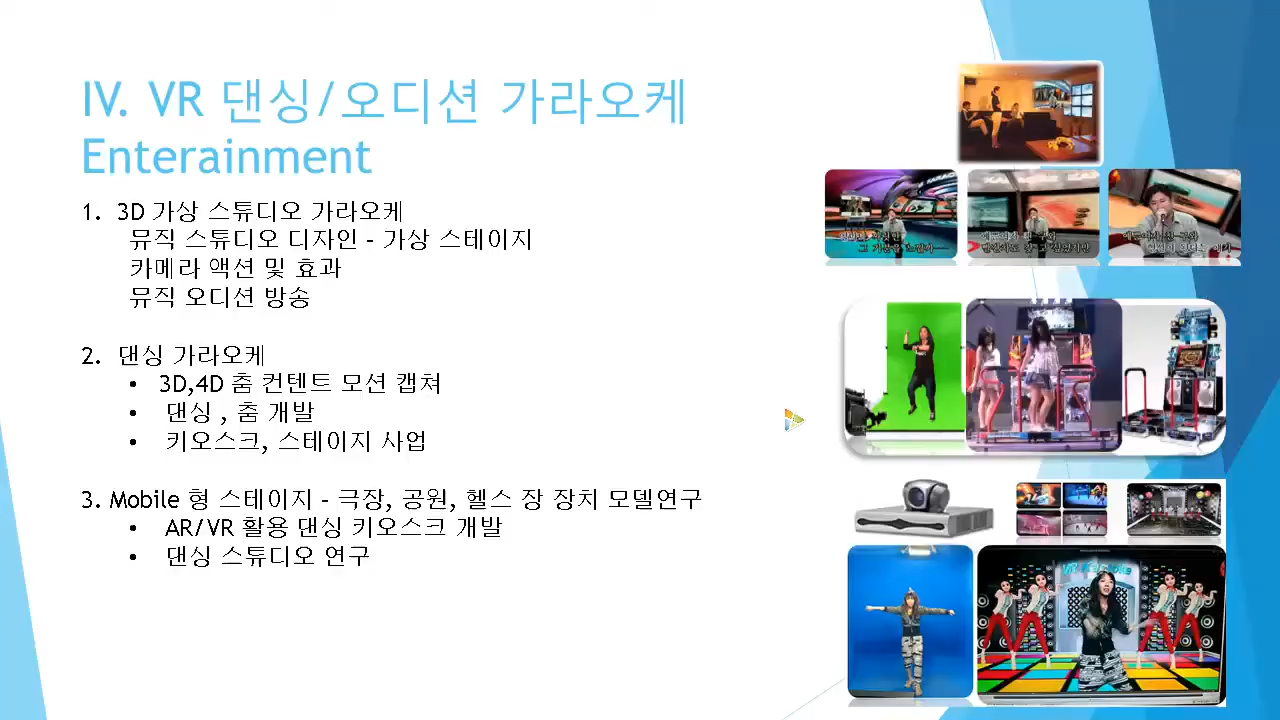 IV. VR 댄싱/오디션 가라오케
Enterainment
1. 3D 가상 스튜디오 가라오케
뮤직 스튜디오 디자인 - 가상 스테이지
카메라 액션 및 효과
뮤직 오디션 방송
2. 댄싱 가라오케
• 3D,4D 춤 컨텐트 모션 캡쳐
• 댄싱 , 춤 개발
• 키오스크, 스테이지 사업
3. Mobile 형 스테이지 - 극장, 공원, 헬스 장 장치 모델연구
• AR/VR 활용 댄싱 키오스크 개발
• 댄싱 스튜디오 연구
VR Karaoke